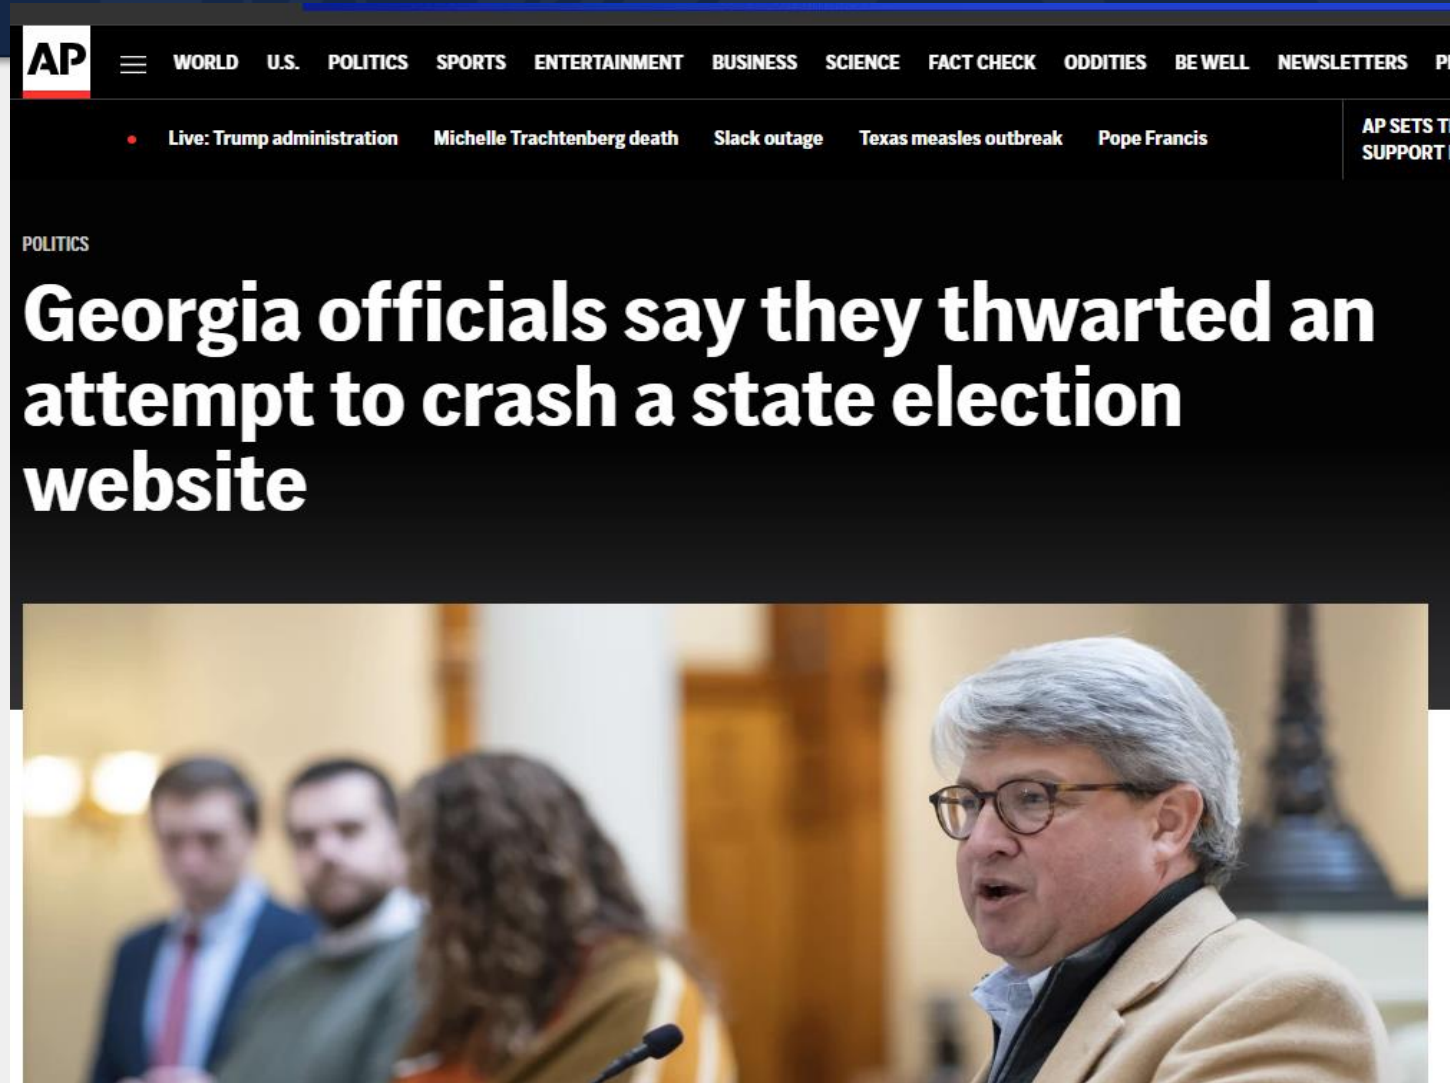 AP
WORLD U.S. POLITICS SPORTS ENTERTAINMENT BUSINESS SCIENCE FACT CHECK ODDITIES BE WELL NEWSLETTERS
Live: Trump administration Michelle Trachtenberg death Slack outage Texas measles outbreak Pope Francis
AP SETS
SUPPORT
POLITICS
Georgia officials say they thwarted an
attempt to crash a state election
website